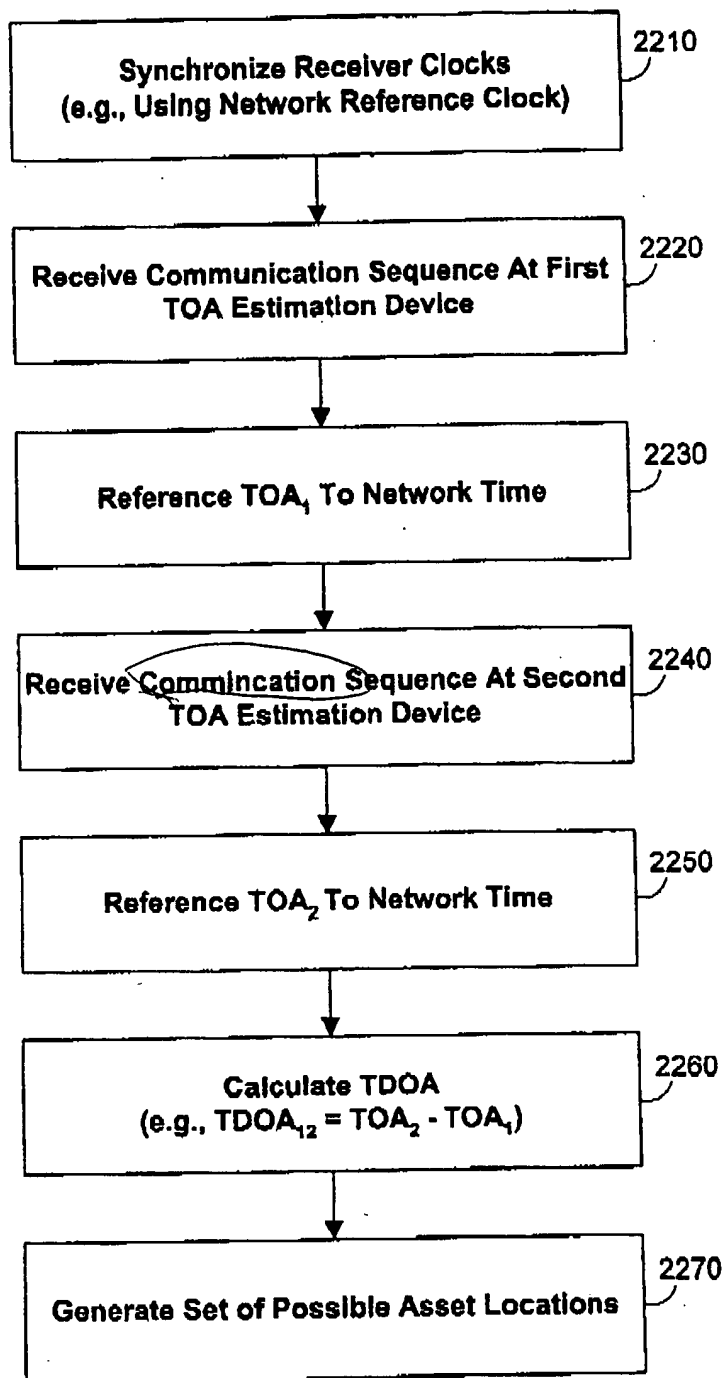 2210
Synchronize Receiver Clocks
(e.g., Using Network Reference Clock)
2220
Receive Communication Sequence At First
TOA Estimation Device
2230
Reference TOA₁ To Network Time
2240
Receive Commincation Sequence At Second
TOA Estimation Device
2250
Reference TOA₂ To Network Time
2260
Calculate TDOA
(e.g., TDOA₁₂ = TOA₂ - TOA₁)
2270
Generate Set of Possible Asset Locations